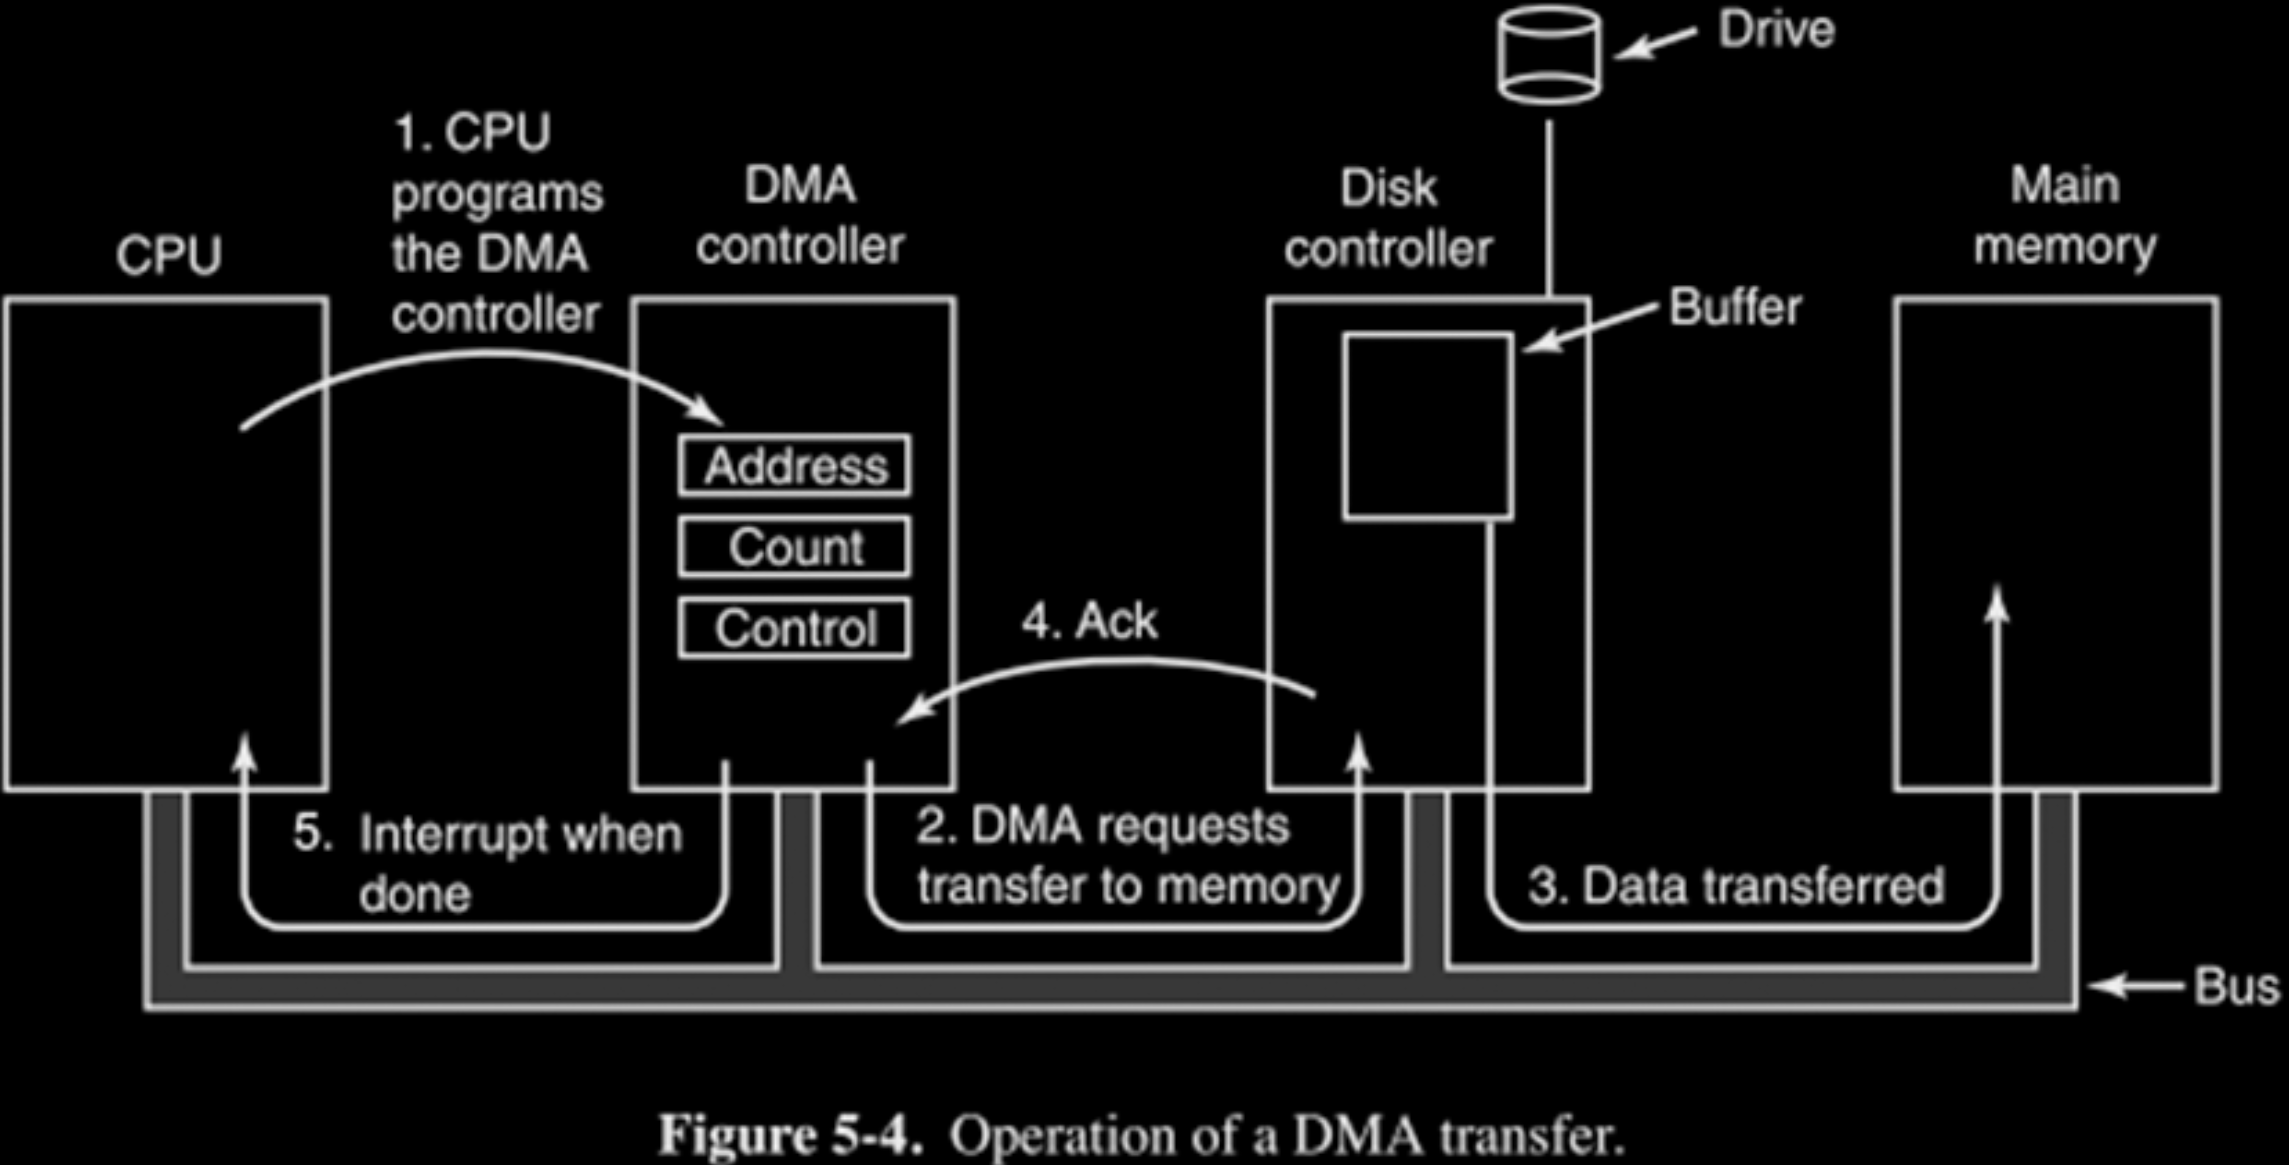 Drive
1. CPU
programs
the DMA
controller
CPU
DMA
controller
Disk
controller
Main
memory
Buffer
Address
Count
Control
4. Ack
5. Interrupt when
done
2. DMA requests
transfer to memory
3. Data transferred
Bus
Figure 5-4. Operation of a DMA transfer.